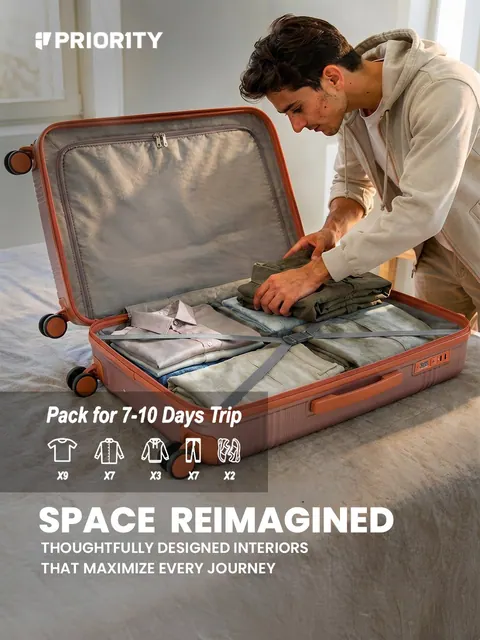 PRIOR1TY
Pack for 7-10 Days Trip
X9 X7 X3 X7 X2
SPACE REIMAGINED
THOUGHTFULLY DESIGNED INTERIORS
THAT MAXIMIZE EVERY JOURNEY